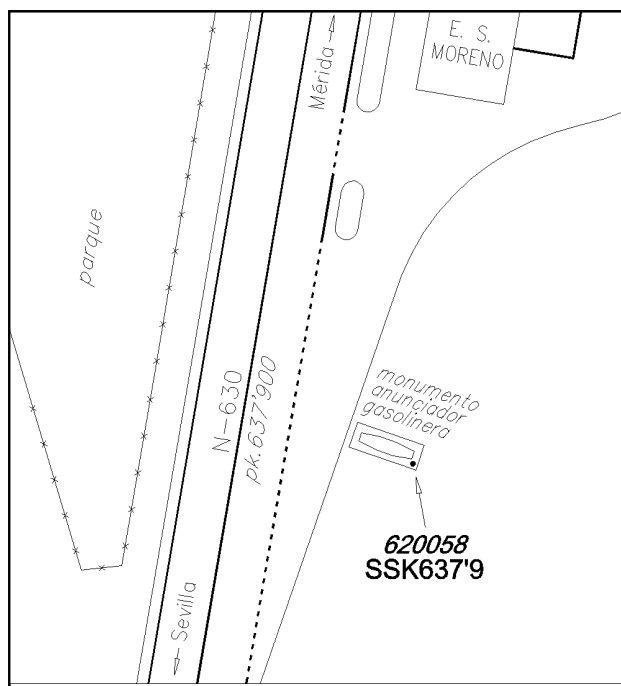 E. S.
MORENO
Mérida
parque
N-630
pk.637'900
monumento
anunciador
gasolinera
620058
SSK637'9
Sevilla